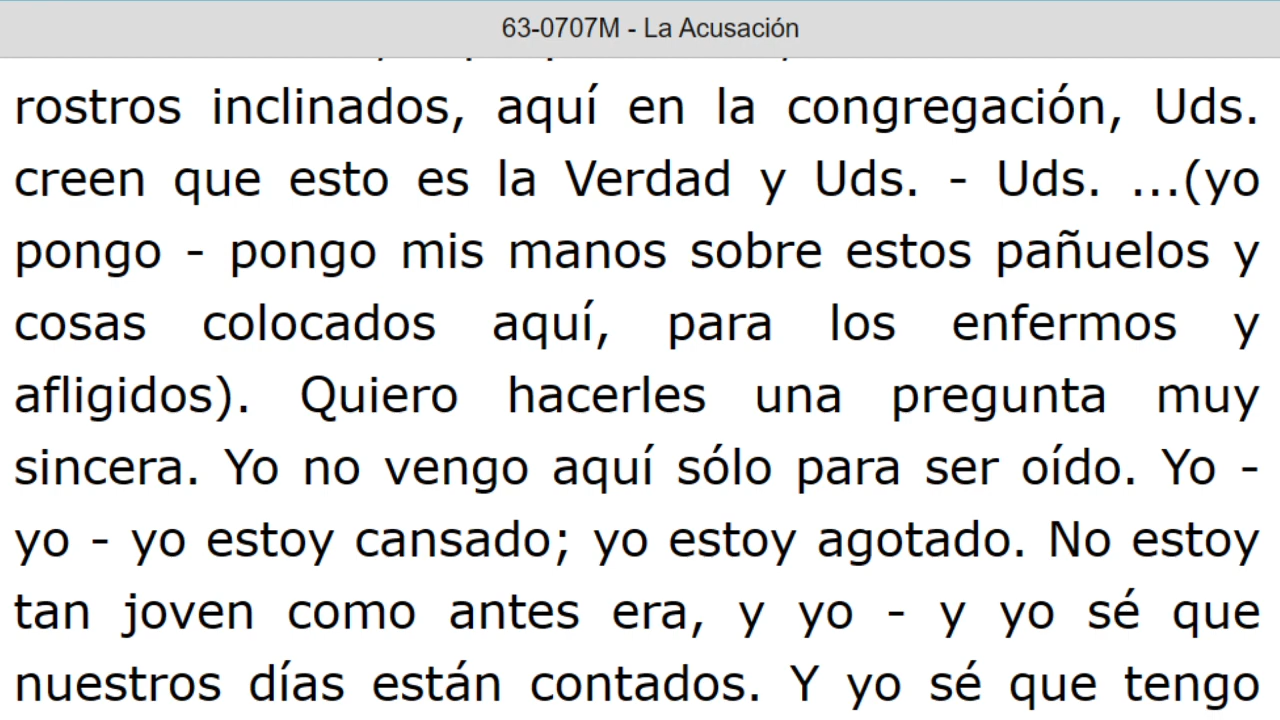 63-0707M - La Acusación
rostros inclinados, aquí en la congregación, Uds.
creen que esto es la Verdad y Uds. - Uds. ...(yo
pongo - pongo mis manos sobre estos pañuelos y
cosas colocados aquí, para los enfermos y
afligidos). Quiero hacerles una pregunta muy
sincera. Yo no vengo aquí sólo para ser oído. Yo -
yo - yo estoy cansado; yo estoy agotado. No estoy
tan joven como antes era, y yo - y yo sé que
nuestros días están contados. Y yo sé que tengo